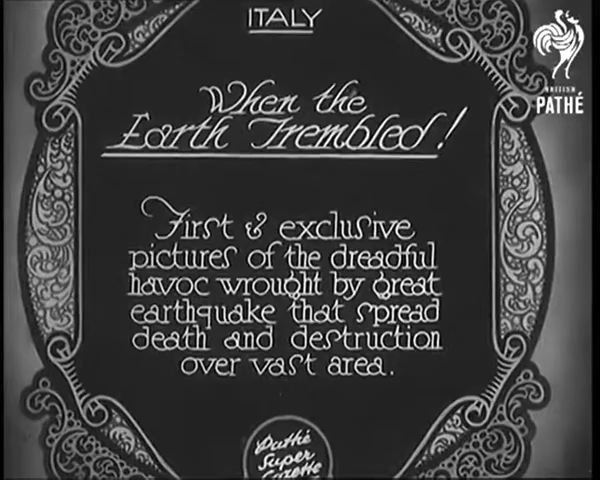 ITALY
When the
Earth Trembled!
First & exclusive
pictures of the dreadful
havoc wrought by great
earthquake that spread
death and destruction
over vast area.
Pathé
Super
Gazette
BRITISH
PATHÉ